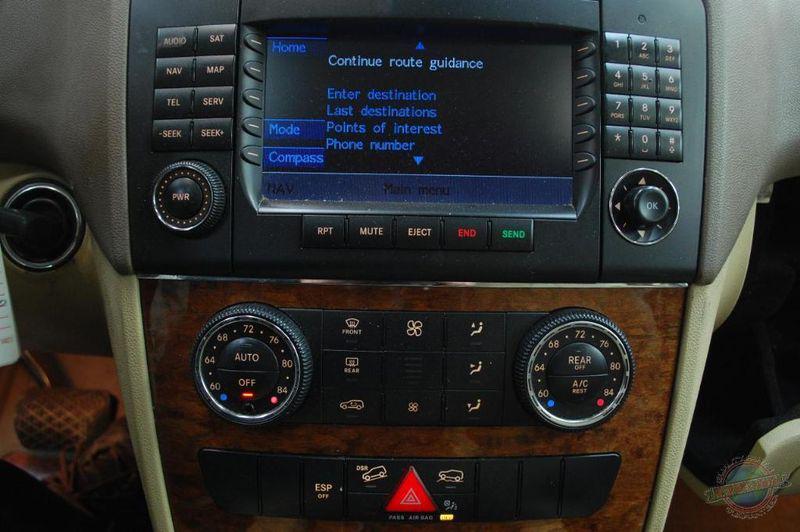 AUDIO SAT
NAV MAP
TEL SERV
-SEEK SEEK+
PWR
Home
Continue route guidance
Enter destination
Last destinations
Mode
Points of interest
Phone number
Compass
NAV Main menu
RPT MUTE EJECT END SEND
1 2 ABC 3 DEF
4 GHI 5 JKL 6 MNO
7 PQRS 8 TUV 9 WXYZ
* 0 #
OK
60 64 68 72 76 80 84
AUTO
OFF
FRONT
REAR
60 64 68 72 76 80 84
REAR
OFF
A/C
REST
ESP
OFF
DSR
PASS AIR BAG